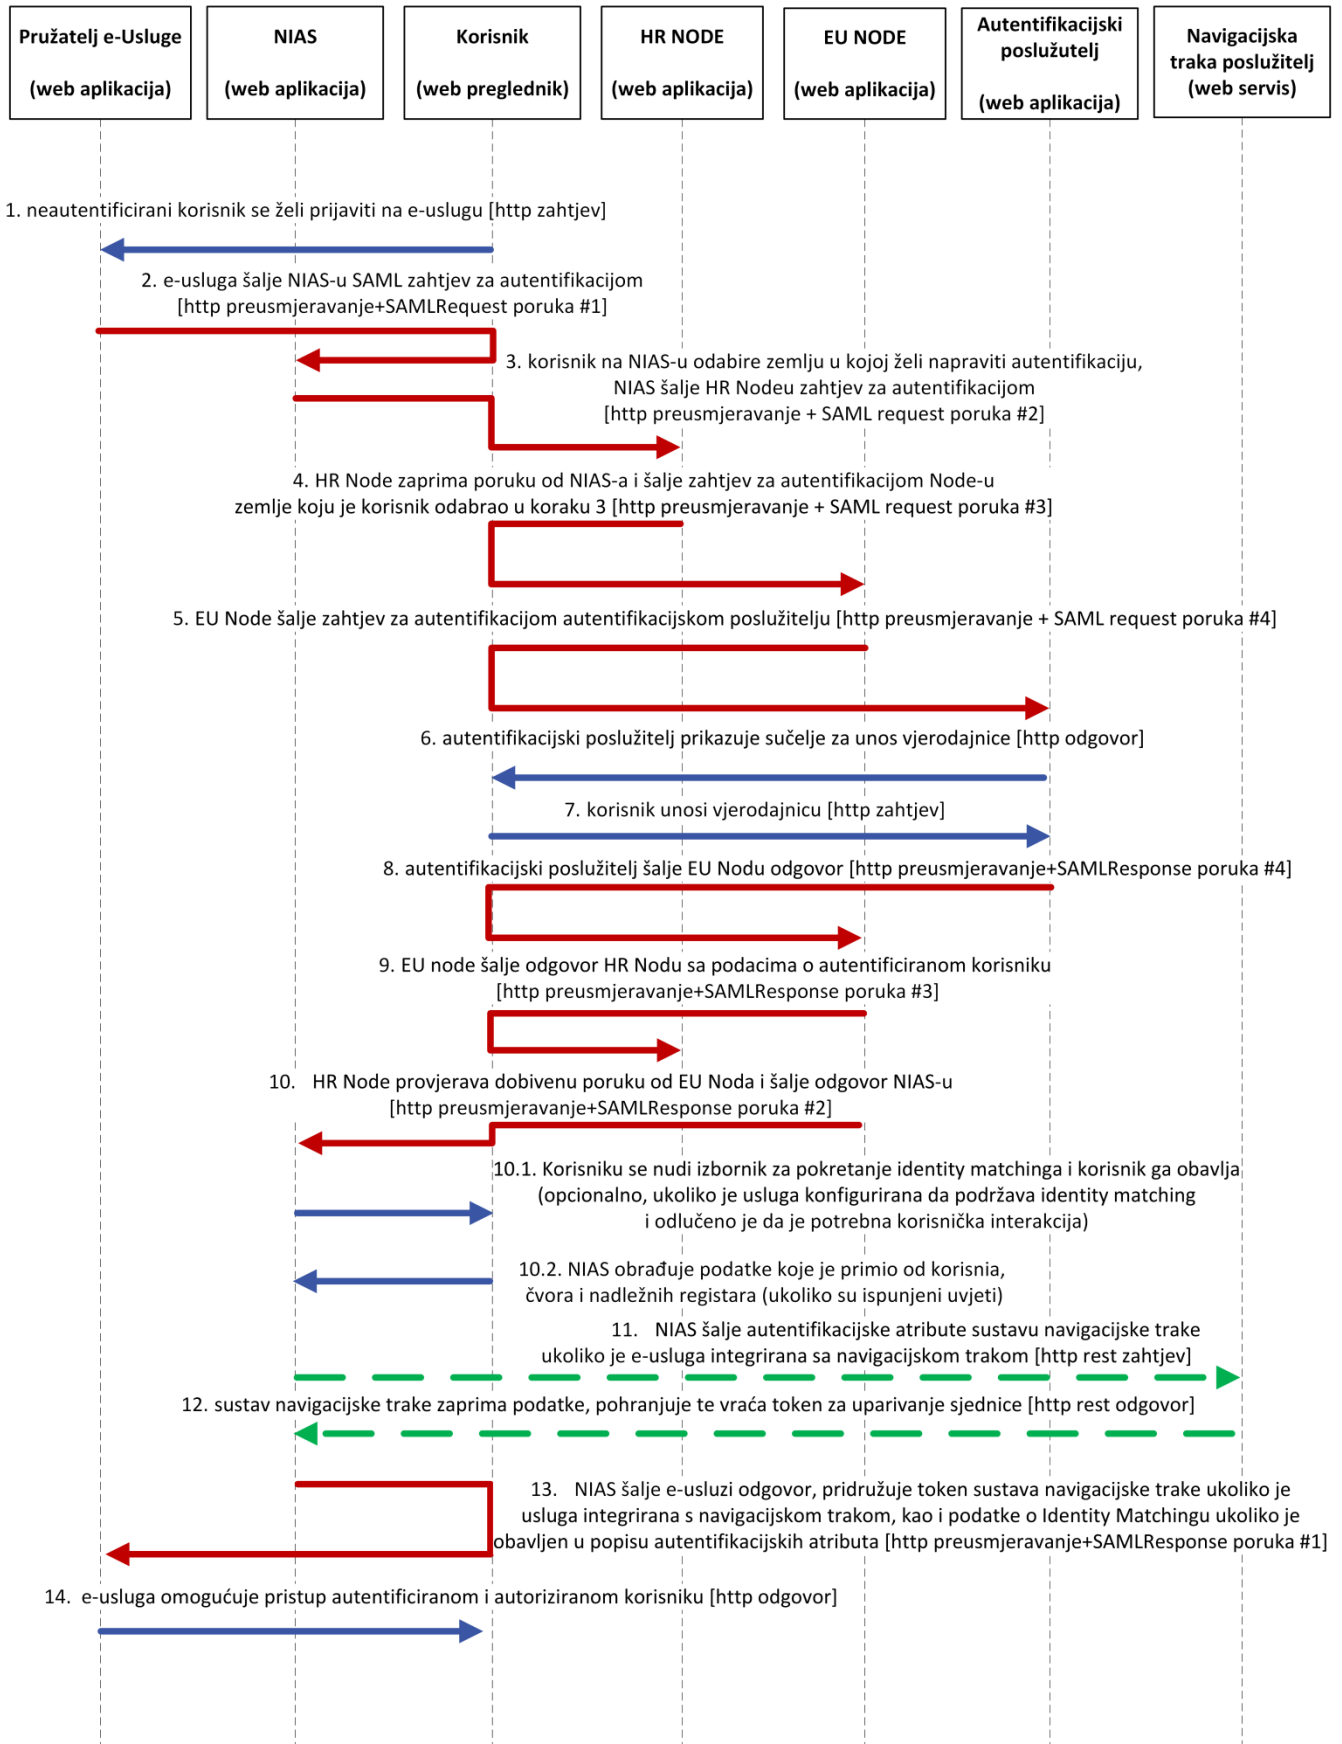 Pružatelj e-Usluge
(web aplikacija)
NIAS
(web aplikacija)
Korisnik
(web preglednik)
HR NODE
(web aplikacija)
EU NODE
(web aplikacija)
Autentifikacijski
poslužutelj
(web aplikacija)
Navigacijska
traka poslužitelj
(web servis)
1. neautentificirani korisnik se želi prijaviti na e-uslugu [http zahtjev]
2. e-usluga šalje NIAS-u SAML zahtjev za autentifikacijom
[http preusmjeravanje+SAMLRequest poruka #1]
3. korisnik na NIAS-u odabire zemlju u kojoj želi napraviti autentifikaciju,
NIAS šalje HR Nodeu zahtjev za autentifikacijom
[http preusmjeravanje + SAML request poruka #2]
4. HR Node zaprima poruku od NIAS-a i šalje zahtjev za autentifikacijom Node-u
zemlje koju je korisnik odabrao u koraku 3 [http preusmjeravanje + SAML request poruka #3]
5. EU Node šalje zahtjev za autentifikacijom autentifikacijskom poslužitelju [http preusmjeravanje + SAML request poruka #4]
6. autentifikacijski poslužitelj prikazuje sučelje za unos vjerodajnice [http odgovor]
7. korisnik unosi vjerodajnicu [http zahtjev]
8. autentifikacijski poslužitelj šalje EU Nodu odgovor [http preusmjeravanje+SAMLResponse poruka #4]
9. EU node šalje odgovor HR Nodu sa podacima o autentificiranom korisniku
[http preusmjeravanje+SAMLResponse poruka #3]
10. HR Node provjerava dobivenu poruku od EU Noda i šalje odgovor NIAS-u
[http preusmjeravanje+SAMLResponse poruka #2]
10.1. Korisniku se nudi izbornik za pokretanje identity matchinga i korisnik ga obavlja
(opcionalno, ukoliko je usluga konfigurirana da podržava identity matching
i odlučeno je da je potrebna korisnička interakcija)
10.2. NIAS obrađuje podatke koje je primio od korisnia,
čvora i nadležnih registara (ukoliko su ispunjeni uvjeti)
11. NIAS šalje autentifikacijske atribute sustavu navigacijske trake
ukoliko je e-usluga integrirana sa navigacijskom trakom [http rest zahtjev]
12. sustav navigacijske trake zaprima podatke, pohranjuje te vraća token za uparivanje sjednice [http rest odgovor]
13. NIAS šalje e-usluzi odgovor, pridružuje token sustava navigacijske trake ukoliko je
usluga integrirana s navigacijskom trakom, kao i podatke o Identity Matchingu ukoliko je
obavljen u popisu autentifikacijskih atributa [http preusmjeravanje+SAMLResponse poruka #1]
14. e-usluga omogućuje pristup autentificiranom i autoriziranom korisniku [http odgovor]